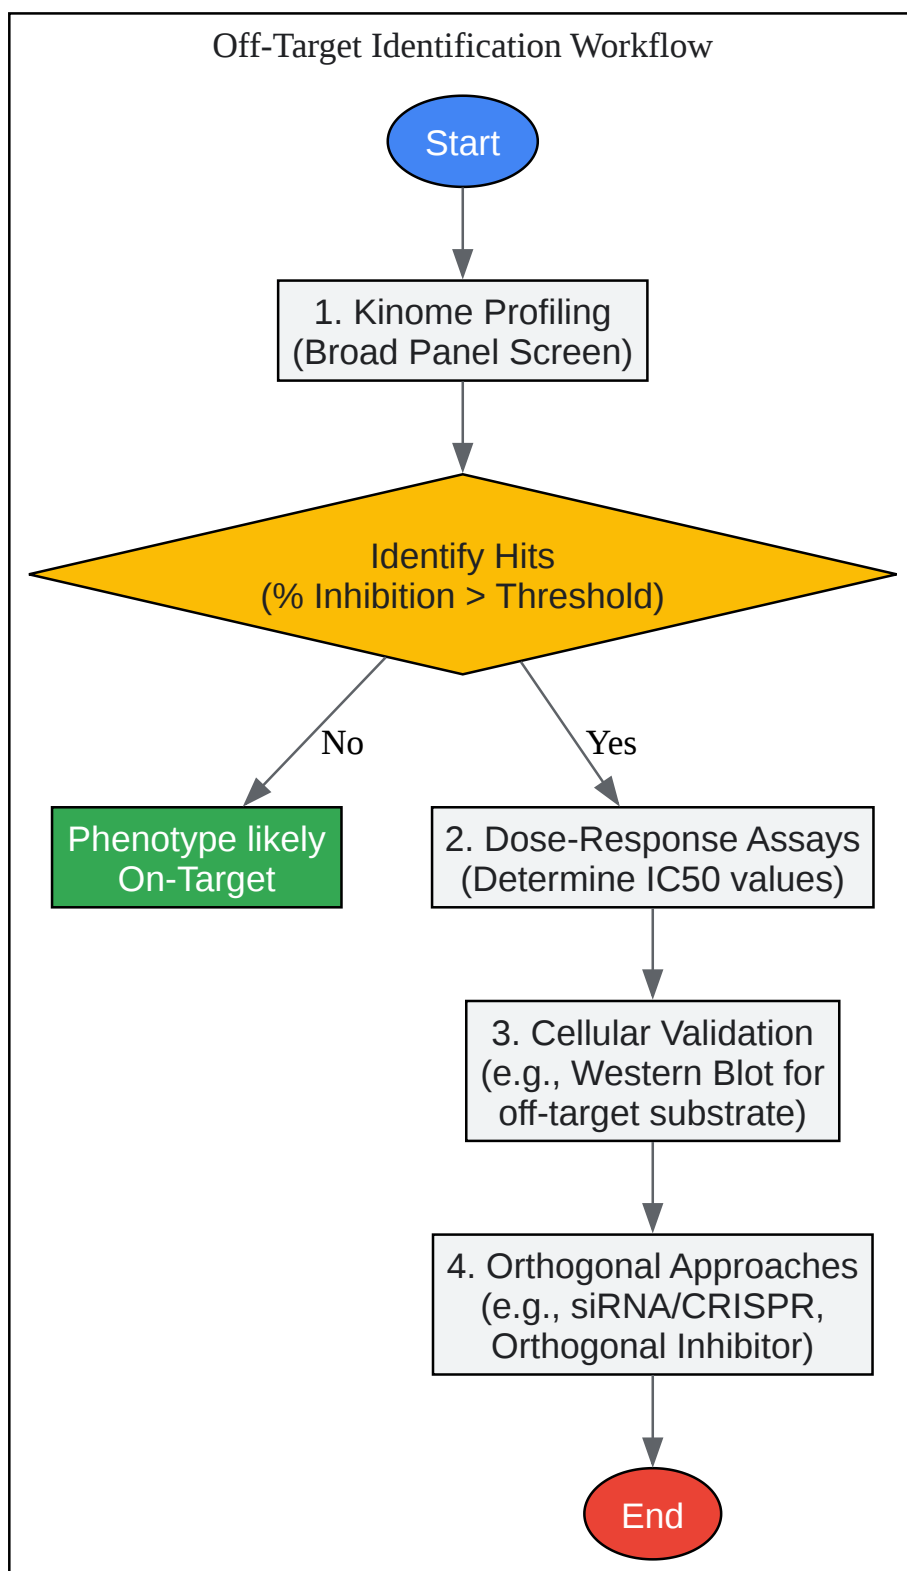 Off-Target Identification Workflow
Start
1. Kinome Profiling
(Broad Panel Screen)
Identify Hits
(% Inhibition > Threshold)
No
Yes
Phenotype likely
On-Target
2. Dose-Response Assays
(Determine IC50 values)
3. Cellular Validation
(e.g., Western Blot for
off-target substrate)
4. Orthogonal Approaches
(e.g., siRNA/CRISPR,
Orthogonal Inhibitor)
End